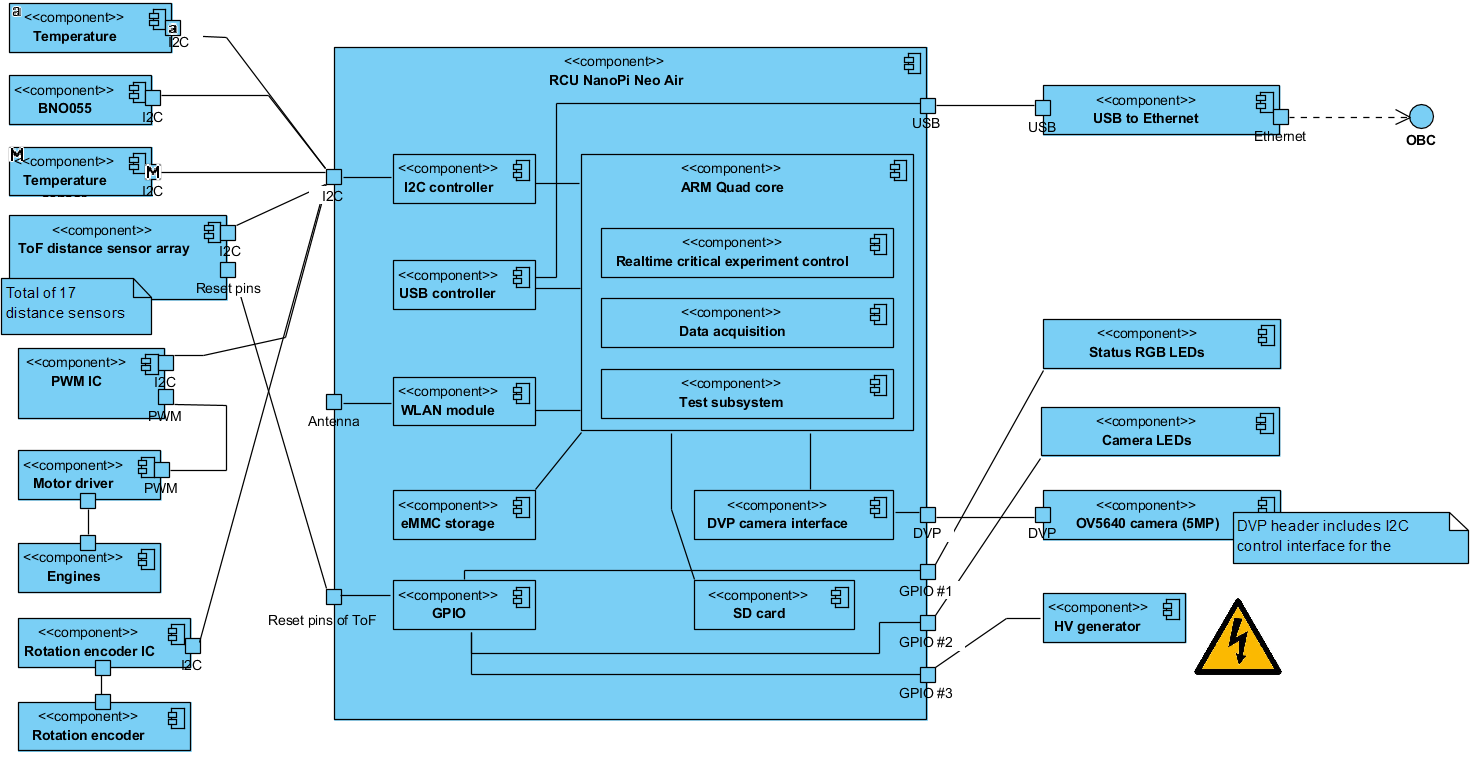 a
<<component>>
Temperature
a
I2C
<<component>>
BNO055
I2C
M
<<component>>
Temperature
M
I2C
<<component>>
ToF distance sensor array
I2C
Reset pins
Total of 17
distance sensors
<<component>>
PWM IC
I2C
PWM
<<component>>
Motor driver
PWM
<<component>>
Engines
<<component>>
Rotation encoder IC
I2C
<<component>>
Rotation encoder
<<component>>
RCU NanoPi Neo Air
I2C
Antenna
Reset pins of ToF
<<component>>
I2C controller
<<component>>
USB controller
<<component>>
WLAN module
<<component>>
eMMC storage
<<component>>
GPIO
<<component>>
ARM Quad core
<<component>>
Realtime critical experiment control
<<component>>
Data acquisition
<<component>>
Test subsystem
<<component>>
DVP camera interface
<<component>>
SD card
USB
DVP
GPIO #1
GPIO #2
GPIO #3
<<component>>
USB to Ethernet
USB
Ethernet
OBC
<<component>>
Status RGB LEDs
<<component>>
Camera LEDs
<<component>>
OV5640 camera (5MP)
DVP
DVP header includes I2C
control interface for the
<<component>>
HV generator